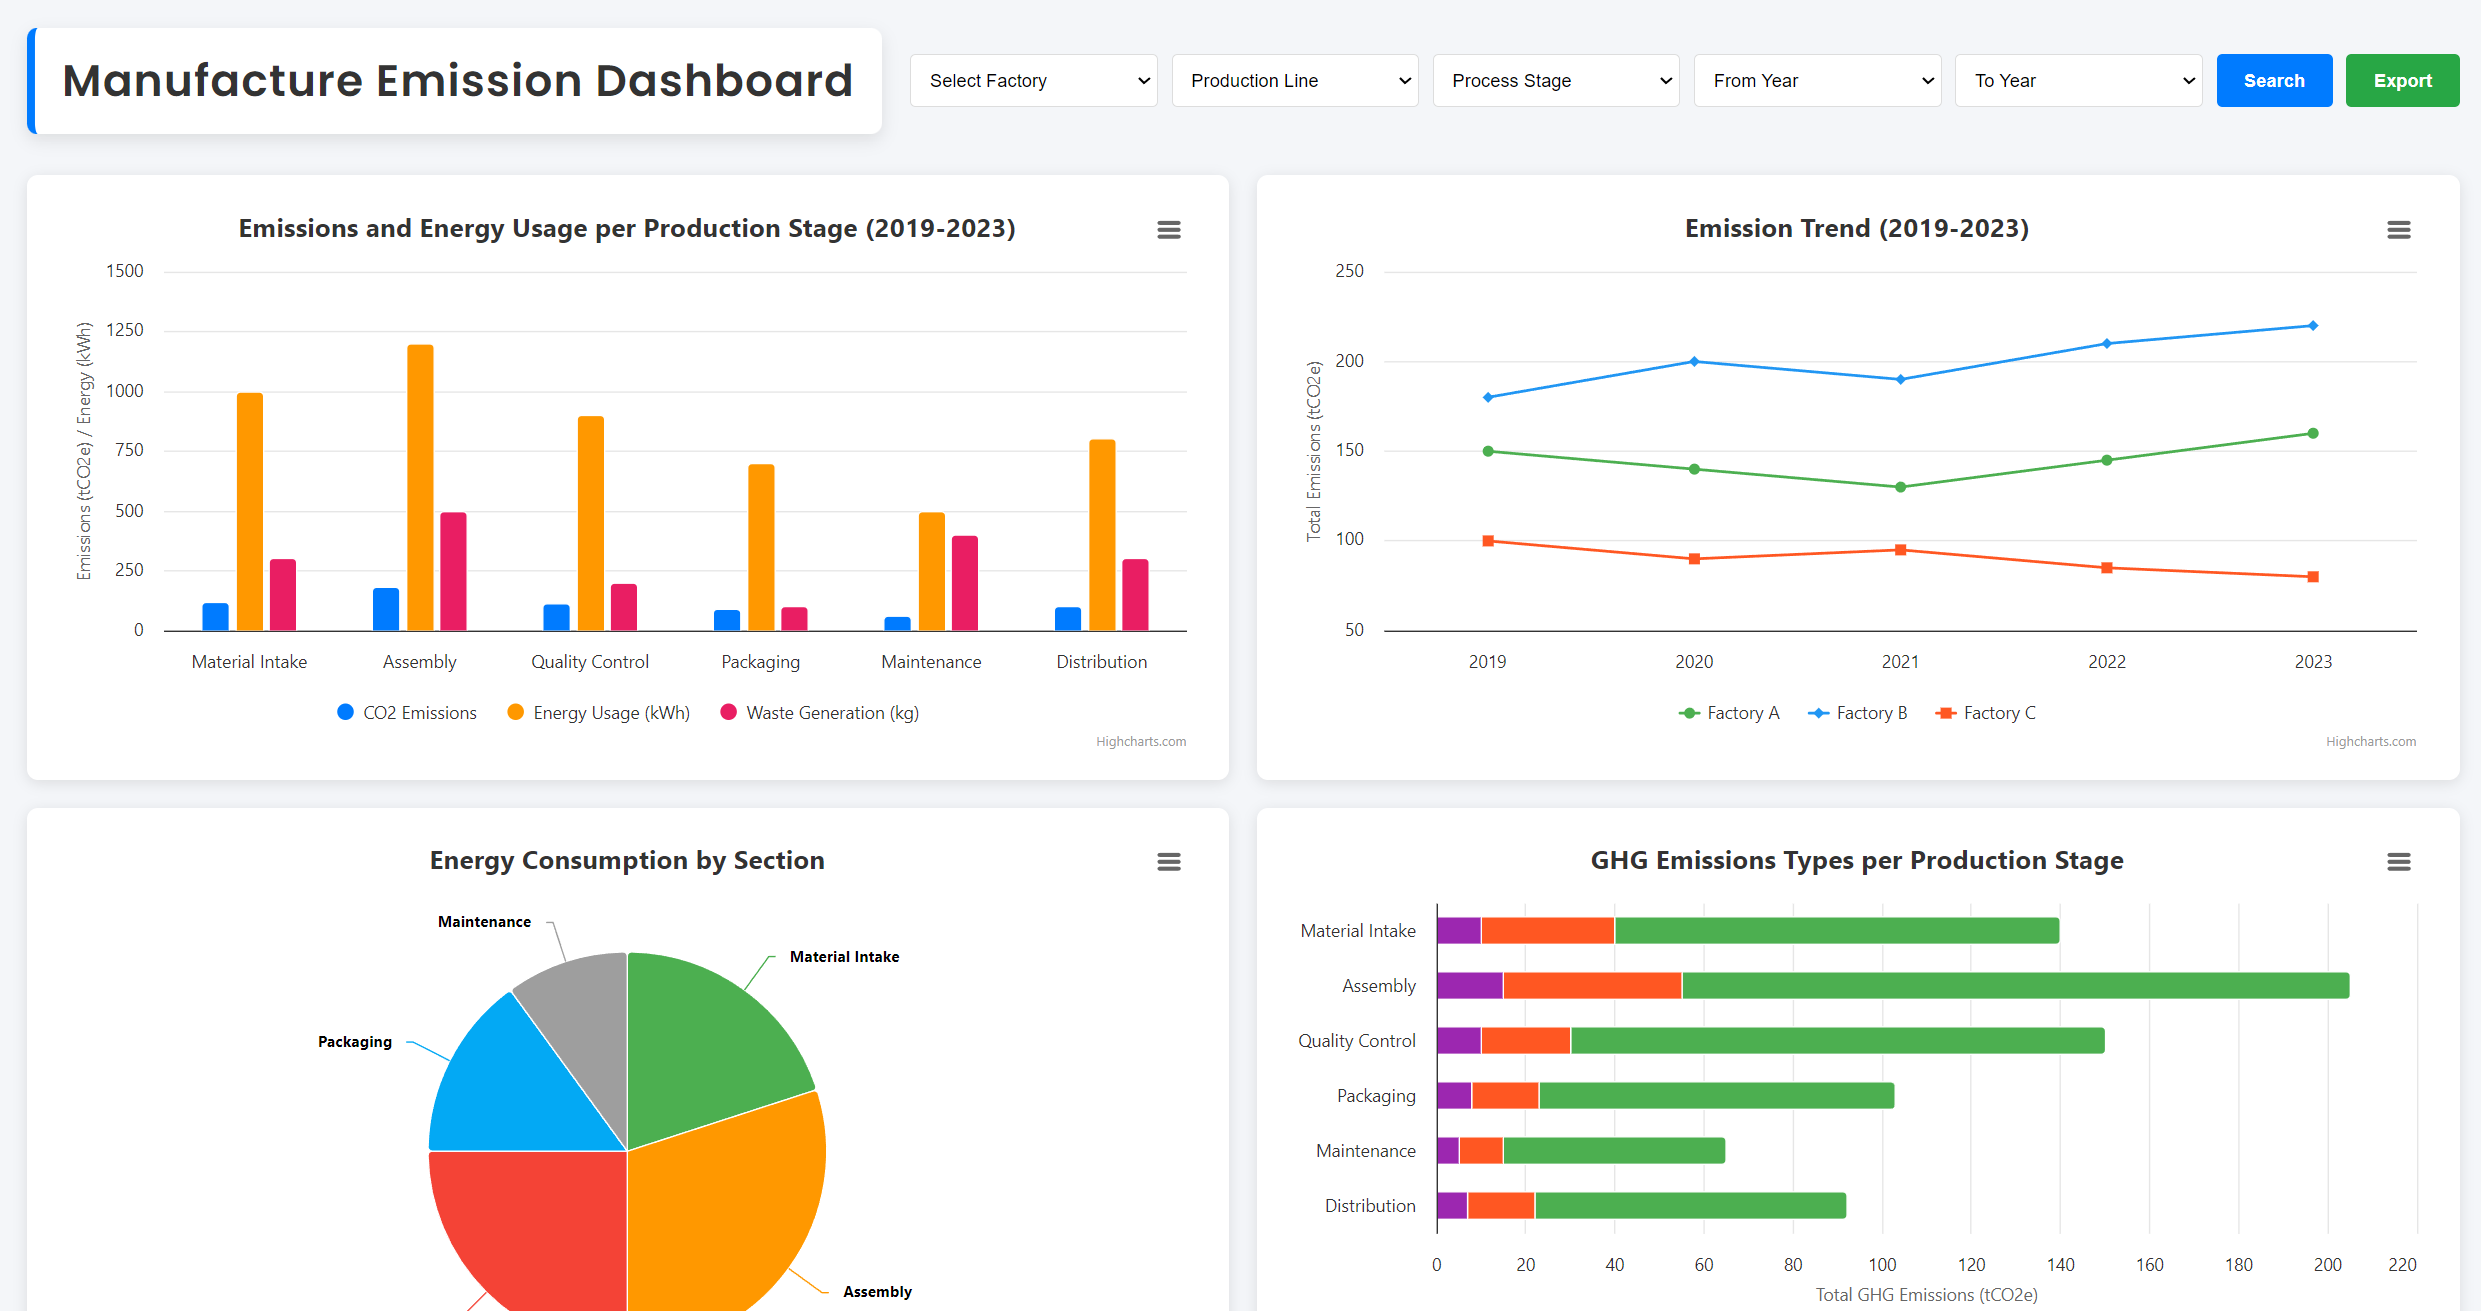 Manufacture Emission Dashboard
Select Factory
Production Line
Process Stage
From Year
To Year
Search
Export
Emissions and Energy Usage per Production Stage (2019-2023)
Emissions (tCO2e) / Energy (kWh)
1500
1250
1000
750
500
250
0
Material Intake
Assembly
Quality Control
Packaging
Maintenance
Distribution
CO2 Emissions
Energy Usage (kWh)
Waste Generation (kg)
Highcharts.com
Emission Trend (2019-2023)
Total Emissions (tCO2e)
250
200
150
100
50
2019
2020
2021
2022
2023
Factory A
Factory B
Factory C
Highcharts.com
Energy Consumption by Section
Maintenance
Material Intake
Packaging
Assembly
GHG Emissions Types per Production Stage
Material Intake
Assembly
Quality Control
Packaging
Maintenance
Distribution
0
20
40
60
80
100
120
140
160
180
200
220
Total GHG Emissions (tCO2e)